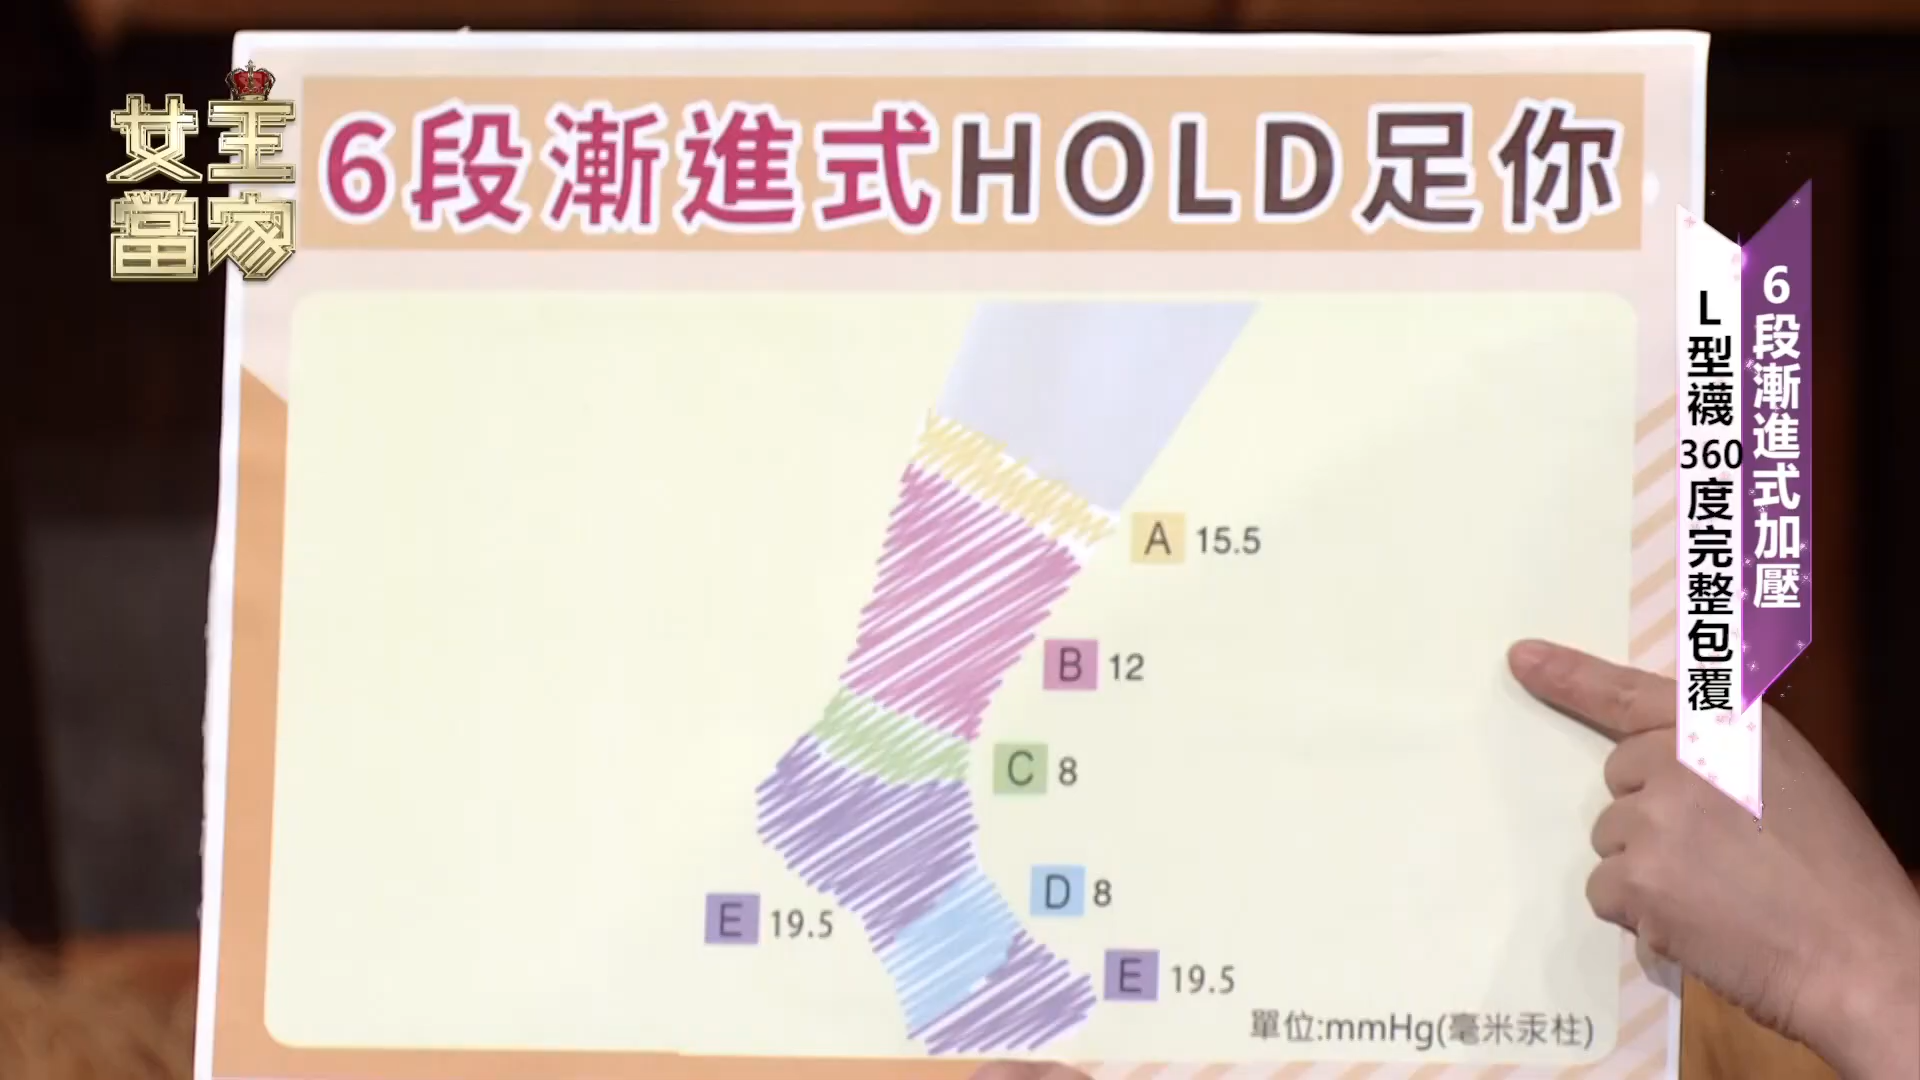 女王
當家
6段漸進式HOLD足你
6段漸進式加壓
L型襪360度完整包覆
A 15.5
B 12
C 8
D 8
E 19.5
E 19.5
單位:mmHg(毫米汞柱)